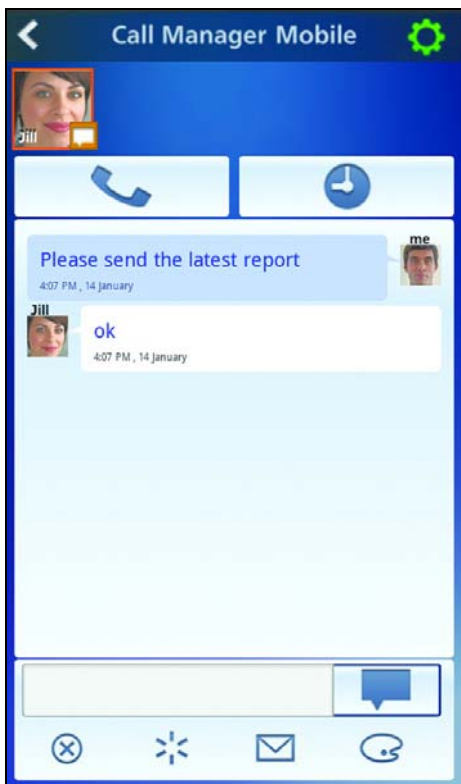 Call Manager Mobile
Jill
me
Please send the latest report
4:07 PM , 14 January
Jill
ok
4:07 PM , 14 January